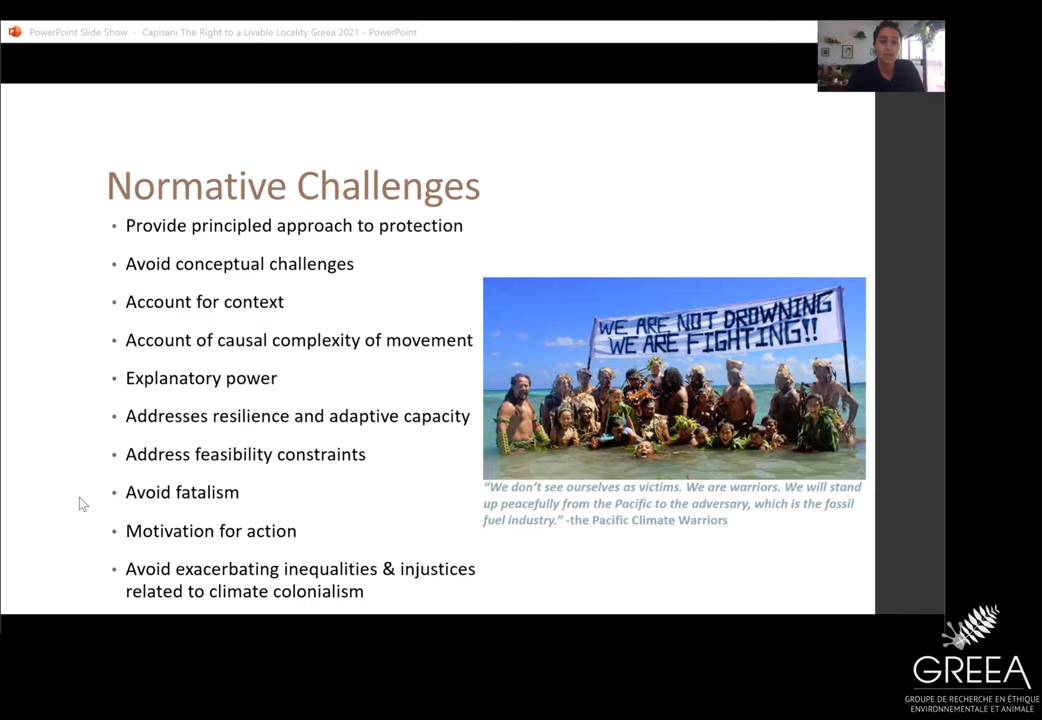 PowerPoint Slide Show - Capisani The Right to a Livable Locality Greea 2021 - PowerPoint
Normative Challenges
• Provide principled approach to protection
• Avoid conceptual challenges
• Account for context
• Account of causal complexity of movement
• Explanatory power
• Addresses resilience and adaptive capacity
• Address feasibility constraints
• Avoid fatalism
• Motivation for action
• Avoid exacerbating inequalities & injustices
related to climate colonialism
WE ARE NOT DROWNING
WE ARE FIGHTING!!
“We don’t see ourselves as victims. We are warriors. We will stand
up peacefully from the Pacific to the adversary, which is the fossil
fuel industry.” -the Pacific Climate Warriors
GREEA
GROUPE DE RECHERCHE EN ÉTHIQUE
ENVIRONNEMENTALE ET ANIMALE